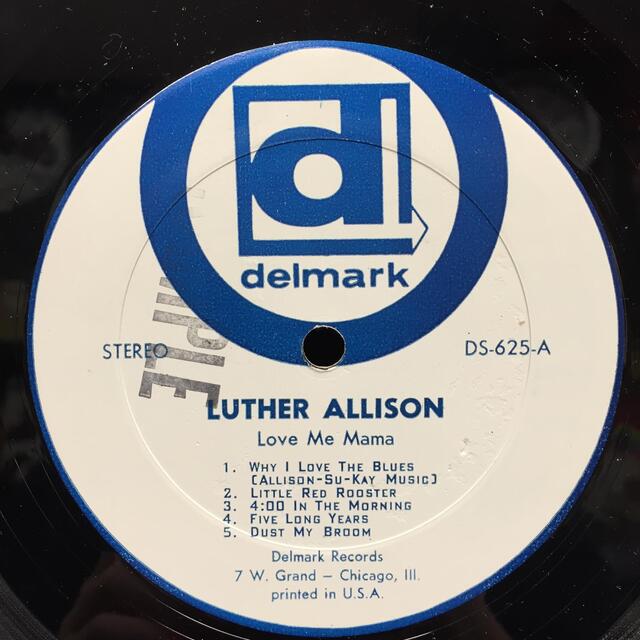 d
delmark
STEREO
DS-625-A
LUTHER ALLISON
Love Me Mama
1. WHY I LOVE THE BLUES
[ALLISON-SU-KAY MUSIC]
2. LITTLE RED ROOSTER
3. 4:00 IN THE MORNING
4. FIVE LONG YEARS
5. DUST MY BROOM
Delmark Records
7 W. Grand – Chicago, Ill.
printed in U.S.A.